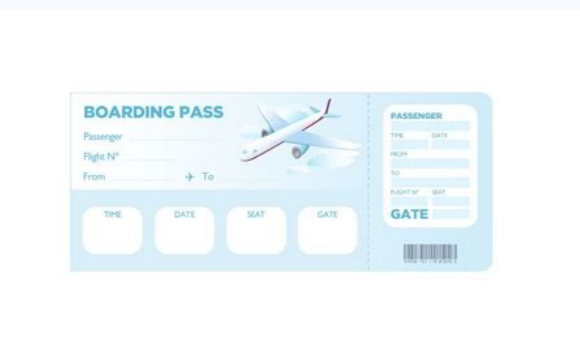 BOARDING PASS
Passenger
Flight N°
From To
TIME DATE SEAT GATE
PASSENGER
TIME DATE
FROM
TO
FLIGHT N° SEAT
GATE